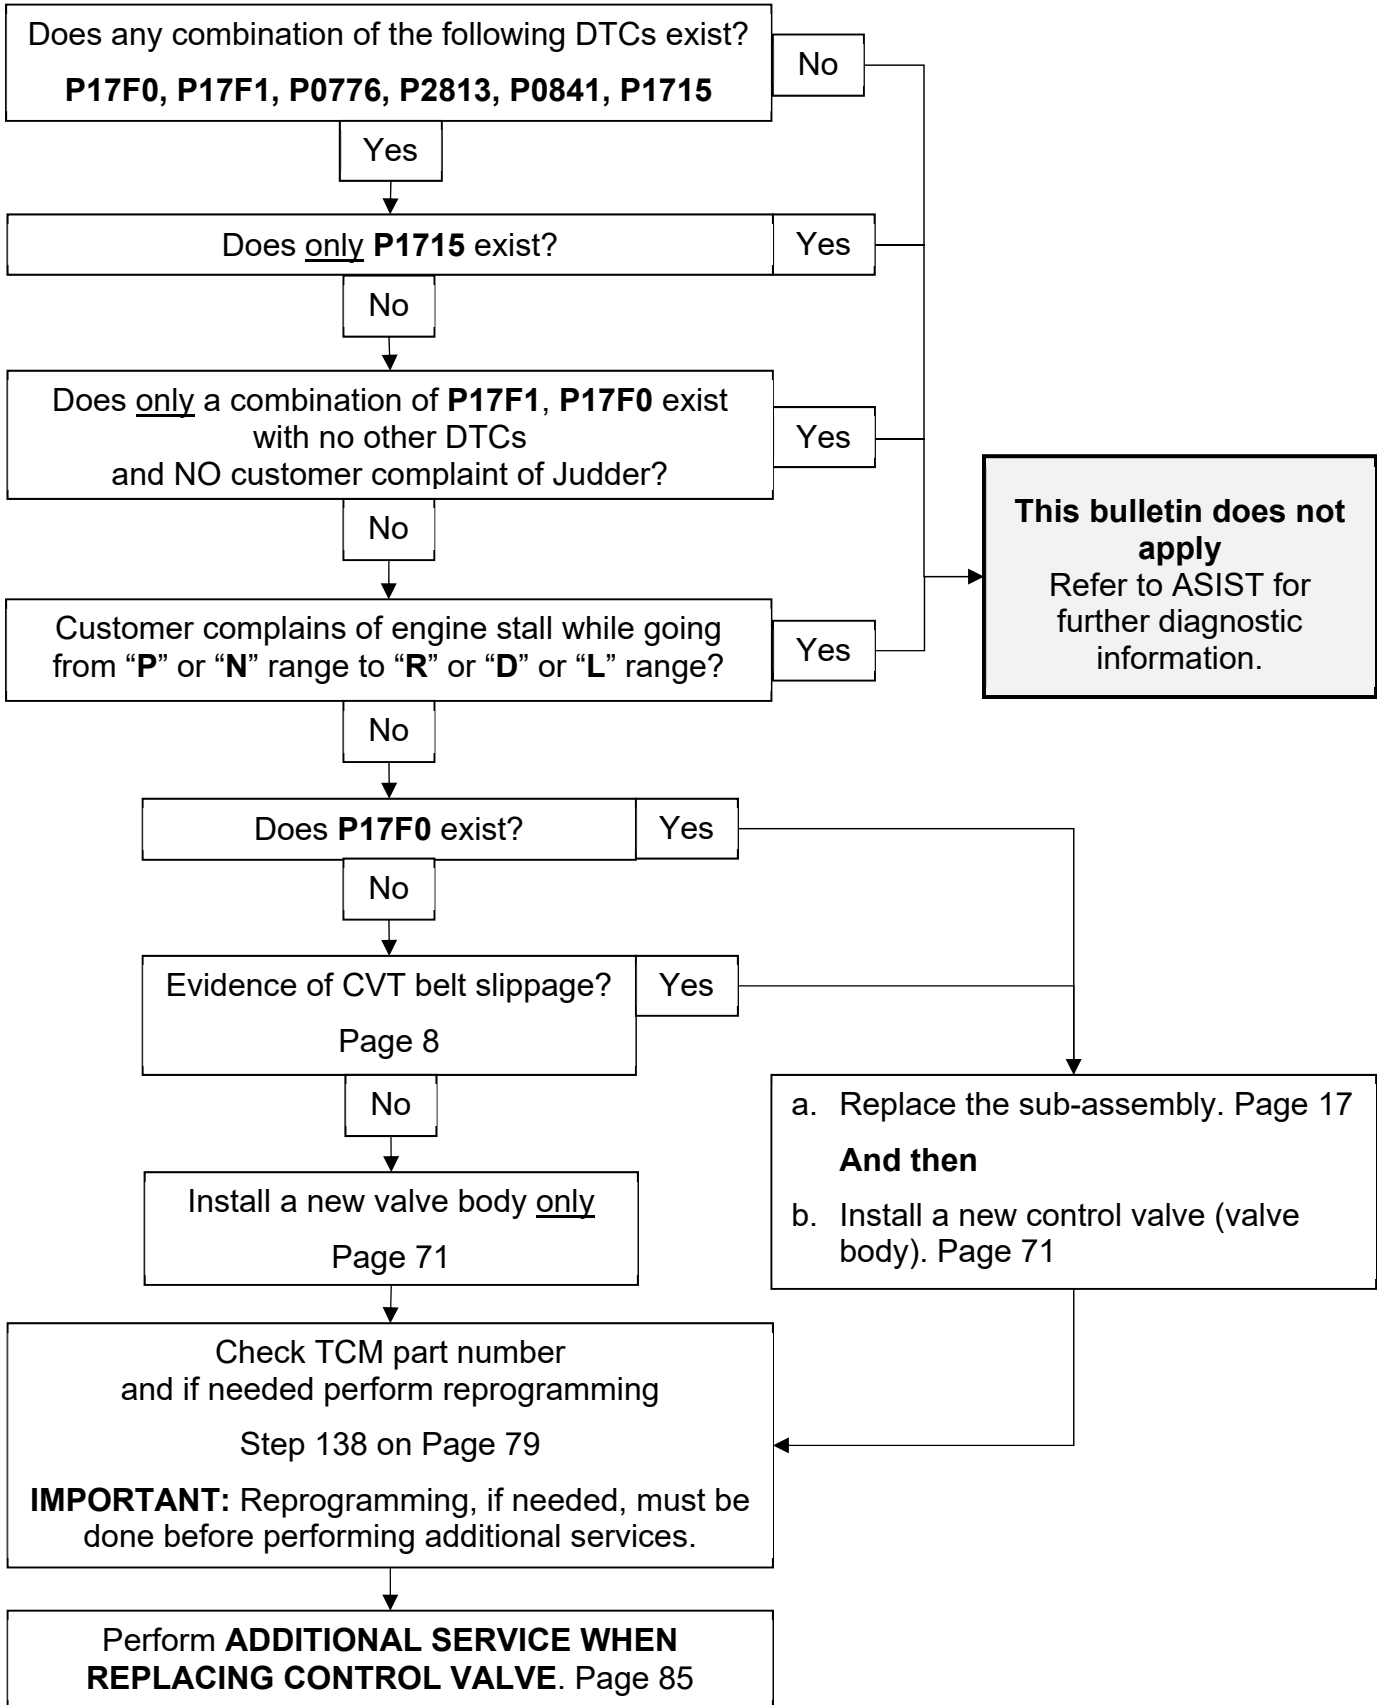 Does any combination of the following DTCs exist?
P17F0, P17F1, P0776, P2813, P0841, P1715
No
Yes
Does only P1715 exist?
Yes
No
Does only a combination of P17F1, P17F0 exist
with no other DTCs
and NO customer complaint of Judder?
Yes
No
This bulletin does not
apply
Refer to ASIST for
further diagnostic
information.
Customer complains of engine stall while going
from “P” or “N” range to “R” or “D” or “L” range?
Yes
No
Does P17F0 exist?
Yes
No
Evidence of CVT belt slippage?
Page 8
Yes
No
a. Replace the sub-assembly. Page 17
And then
b. Install a new control valve (valve
body). Page 71
Install a new valve body only
Page 71
Check TCM part number
and if needed perform reprogramming
Step 138 on Page 79
IMPORTANT: Reprogramming, if needed, must be
done before performing additional services.
Perform ADDITIONAL SERVICE WHEN
REPLACING CONTROL VALVE. Page 85